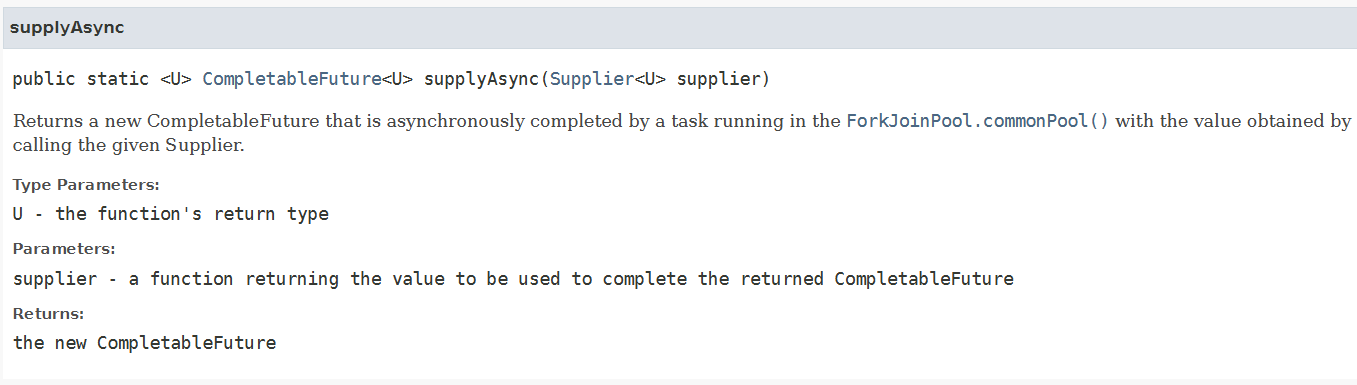 supplyAsync
public static <U> CompletableFuture<U> supplyAsync(Supplier<U> supplier)
Returns a new CompletableFuture that is asynchronously completed by a task running in the ForkJoinPool.commonPool() with the value obtained by
calling the given Supplier.
Type Parameters:
U - the function's return type
Parameters:
supplier - a function returning the value to be used to complete the returned CompletableFuture
Returns:
the new CompletableFuture